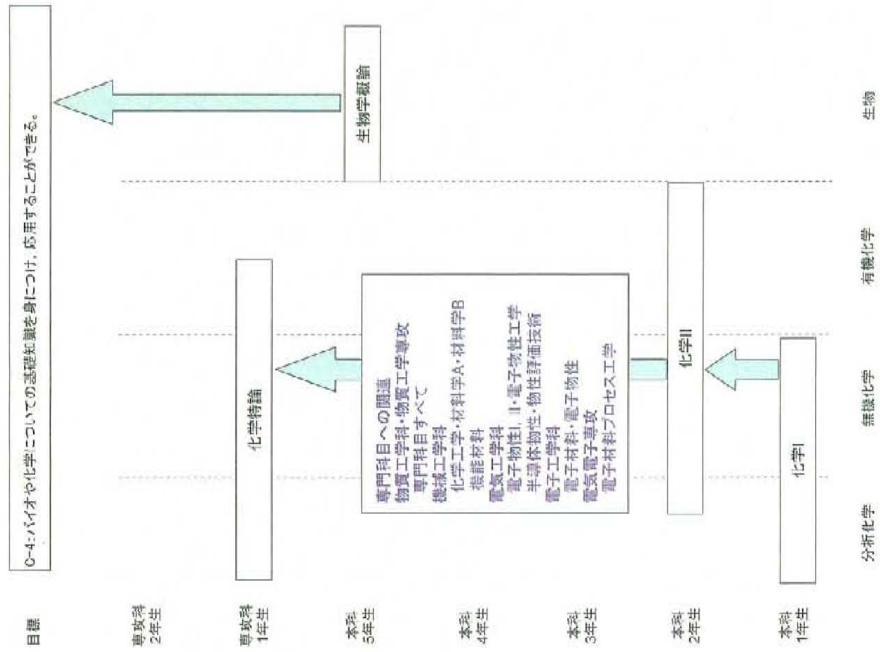 目標
C-4:バイオや化学についての基礎知識を身につけ、応用することができる。
専攻科
2年生
専攻科
1年生
化学特論
本科
5年生
生物学概論
専門科目への関連
物質工学科・物質工学専攻
専門科目すべて
機械工学科
化学工学・材料学A・材料学B
機能材料
電気工学科
電子物性I, II・電子物性工学
半導体物性・物性評価技術
電子工学科
電子材料・電子物性
電気電子専攻
電子材料プロセス工学
本科
4年生
本科
3年生
本科
2年生
化学II
本科
1年生
化学I
分析化学
無機化学
有機化学
生物